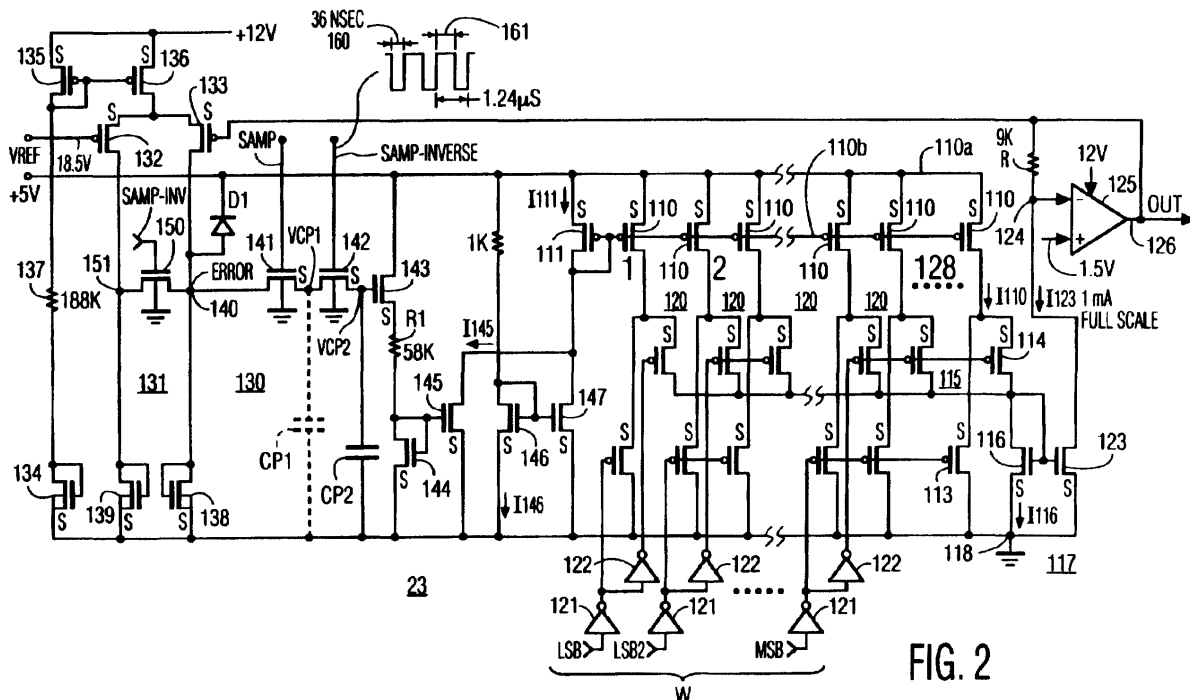 36 NSEC
160
161
+12V
135
S
S
136
133
S
S
1.24µS
S
SAMP
SAMP-INVERSE
VREF
18.5V
132
+5V
SAMP-INV
D1
150
141
VCP1
142
143
151
ERROR
S
S
S
140
VCP2
137
188K
R1
58K
I145
145
1K
I111
S
111
S
110
S
110
S
110
110b
110a
S
110
S
110
S
110
1
2
128
110
110
120
120
120
120
I110
9K
R
12V
125
OUT
124
126
1.5V
I123
1 mA
FULL SCALE
131
130
S
S
S
S
S
S
114
115
147
146
S
S
144
S
S
CP1
CP2
134
S
139
S
138
S
I146
S
S
S
S
S
S
113
116
123
S
S
I116
118
117
23
122
122
122
121
121
121
LSB
LSB2
MSB
W
FIG. 2